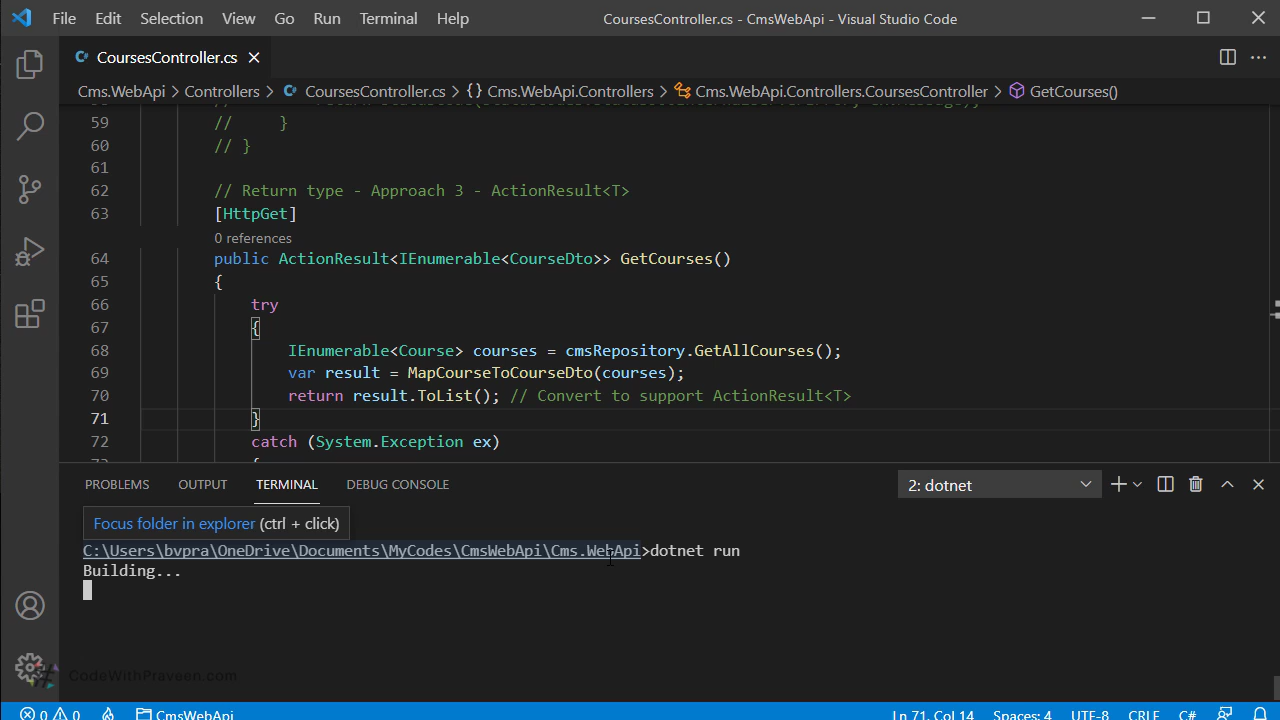 File Edit Selection View Go Run Terminal Help CoursesController.cs - CmsWebApi - Visual Studio Code
C# CoursesController.cs
Cms.WebApi > Controllers > C# CoursesController.cs > {} Cms.WebApi.Controllers > Cms.WebApi.Controllers.CoursesController > GetCourses()
59 // }
60 // }
61
62 // Return type - Approach 3 - ActionResult<T>
63 [HttpGet]
0 references
64 public ActionResult<IEnumerable<CourseDto>> GetCourses()
65 {
66 try
67 {
68 IEnumerable<Course> courses = cmsRepository.GetAllCourses();
69 var result = MapCourseToCourseDto(courses);
70 return result.ToList(); // Convert to support ActionResult<T>
71 }
72 catch (System.Exception ex)
PROBLEMS OUTPUT TERMINAL DEBUG CONSOLE 2: dotnet
Focus folder in explorer (ctrl + click)
C:\Users\bvpra\OneDrive\Documents\MyCodes\CmsWebApi\Cms.WebApi>dotnet run
Building...
CodeWithPraveen.com
0 0 CmsWebApi Ln 71, Col 14 Spaces: 4 UTF-8 CRLF C#